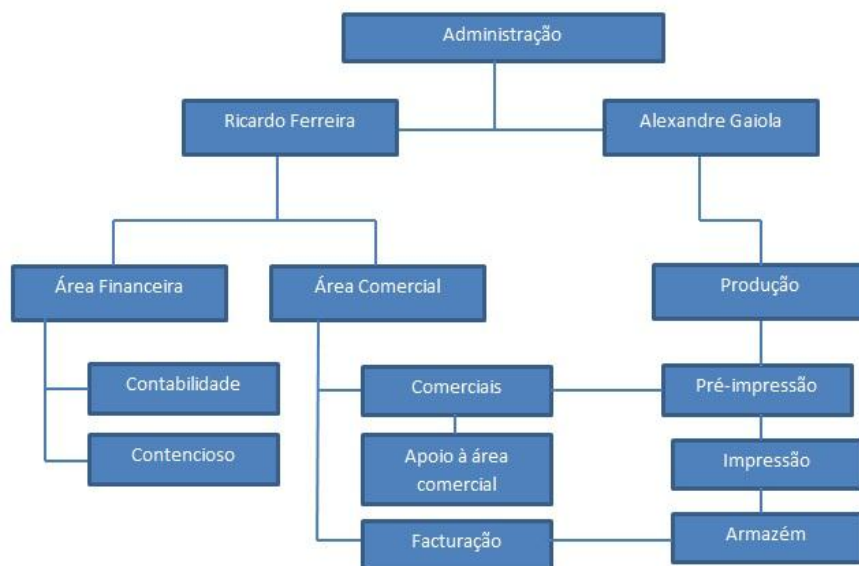 Administração
Ricardo Ferreira
Alexandre Gaiola
Área Financeira
Área Comercial
Produção
Contabilidade
Comerciais
Pré-impressão
Contencioso
Apoio à área
comercial
Impressão
Facturação
Armazém